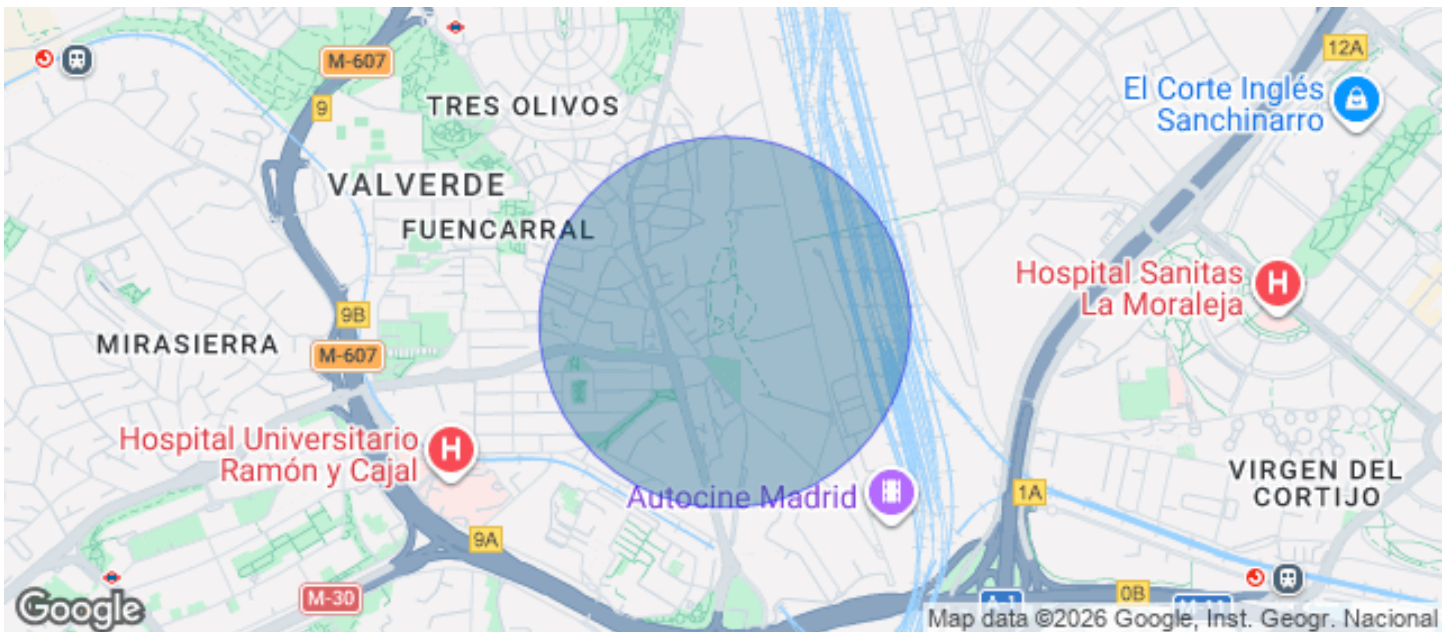 M-607
12A
El Corte Inglés
Sanchinarro
9
TRES OLIVOS
VALVERDE
FUENCARRAL
Hospital Sanitas
La Moraleja
9B
MIRASIERRA
M-607
Hospital Universitario
Ramón y Cajal
Autocine Madrid
1A
VIRGEN DEL
CORTIJO
9A
M-30
0B
A-1
M-11
Google
Map data ©2026 Google, Inst. Geogr. Nacional